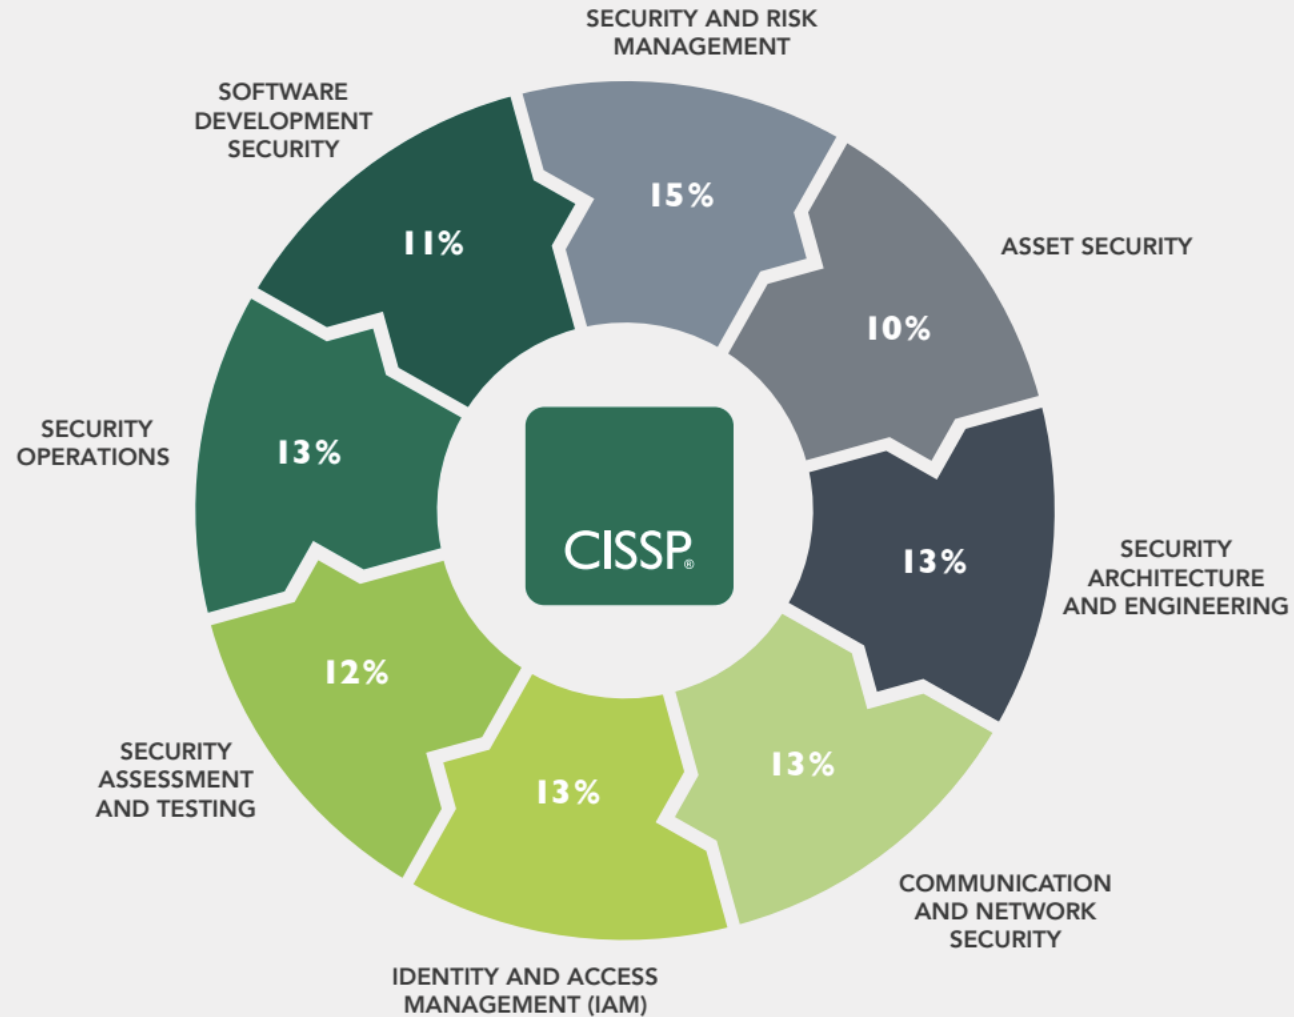 SECURITY AND RISK
MANAGEMENT
15%
ASSET SECURITY
10%
SECURITY
ARCHITECTURE
AND ENGINEERING
13%
COMMUNICATION
AND NETWORK
SECURITY
13%
IDENTITY AND ACCESS
MANAGEMENT (IAM)
13%
SECURITY
ASSESSMENT
AND TESTING
12%
SECURITY
OPERATIONS
13%
SOFTWARE
DEVELOPMENT
SECURITY
11%
CISSP®